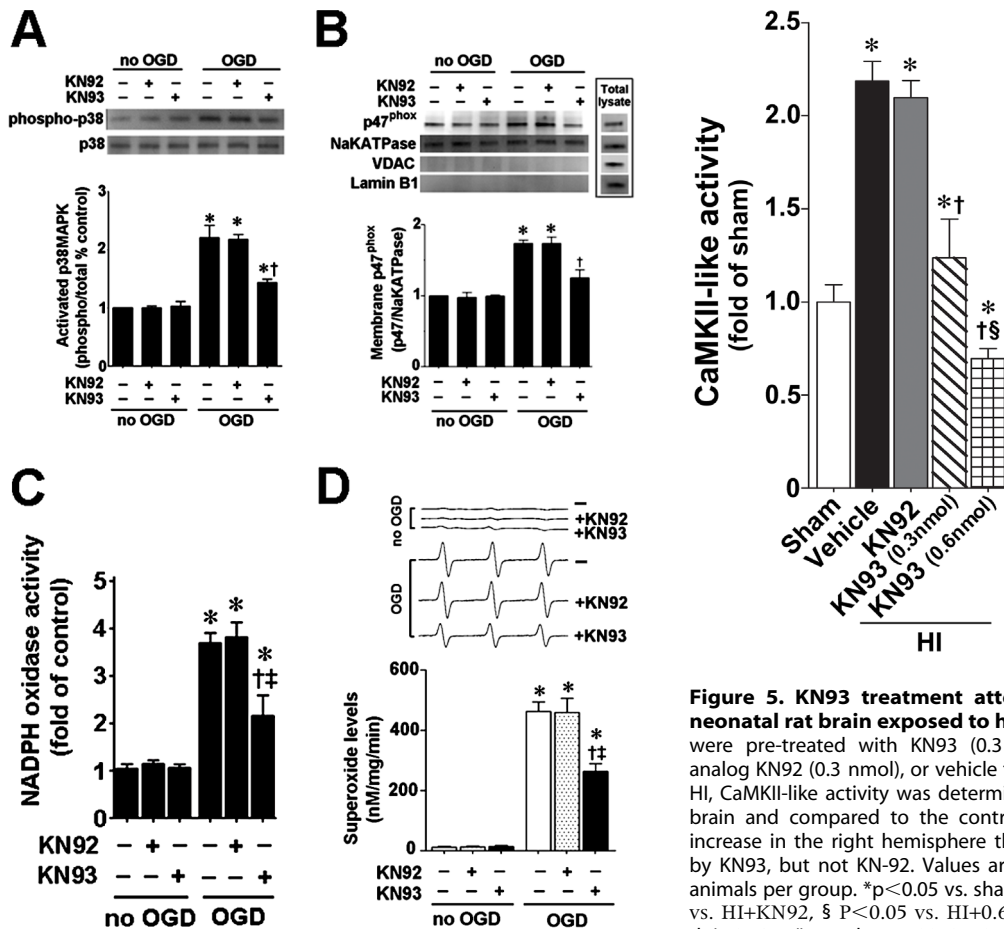 A
no OGD OGD
KN92 – + – – + –
KN93 – – + – – +
phospho-p38
p38
3
2
1
0
Activated p38MAPK
(phospho/total % control)
* * *†
KN92 – + – – + –
KN93 – – + – – +
no OGD OGD
B
no OGD OGD
KN92 – + – – + –
KN93 – – + – – +
Total
lysate
p47phox
NaKATPase
VDAC
Lamin B1
2
1
0
Membrane p47phox
(p47/NaKATPase)
* * †
KN92 – + – – + –
KN93 – – + – – +
no OGD OGD
C
5
4
3
2
1
0
NADPH oxidase activity
(fold of control)
* * *
†‡
KN92 – + – – + –
KN93 – – + – – +
no OGD OGD
D
no OGD
–
+KN92
+KN93
OGD
–
+KN92
+KN93
600
400
200
0
Superoxide levels
(nM/mg/min)
* * *
†‡
KN92 – + – – + –
KN93 – – + – – +
no OGD OGD
2.5
2.0
1.5
1.0
0.5
0
CaMKII-like activity
(fold of sham)
* * *† *
†§
Sham
Vehicle
KN92
KN93 (0.3nmol)
KN93 (0.6nmol)
HI
Figure 5. KN93 treatment atte
neonatal rat brain exposed to h
were pre-treated with KN93 (0.3
analog KN92 (0.3 nmol), or vehicle
HI, CaMKII-like activity was determi
brain and compared to the contr
increase in the right hemisphere th
by KN93, but not KN-92. Values ar
animals per group. *p<0.05 vs. sha
vs. HI+KN92, § P<0.05 vs. HI+0.6